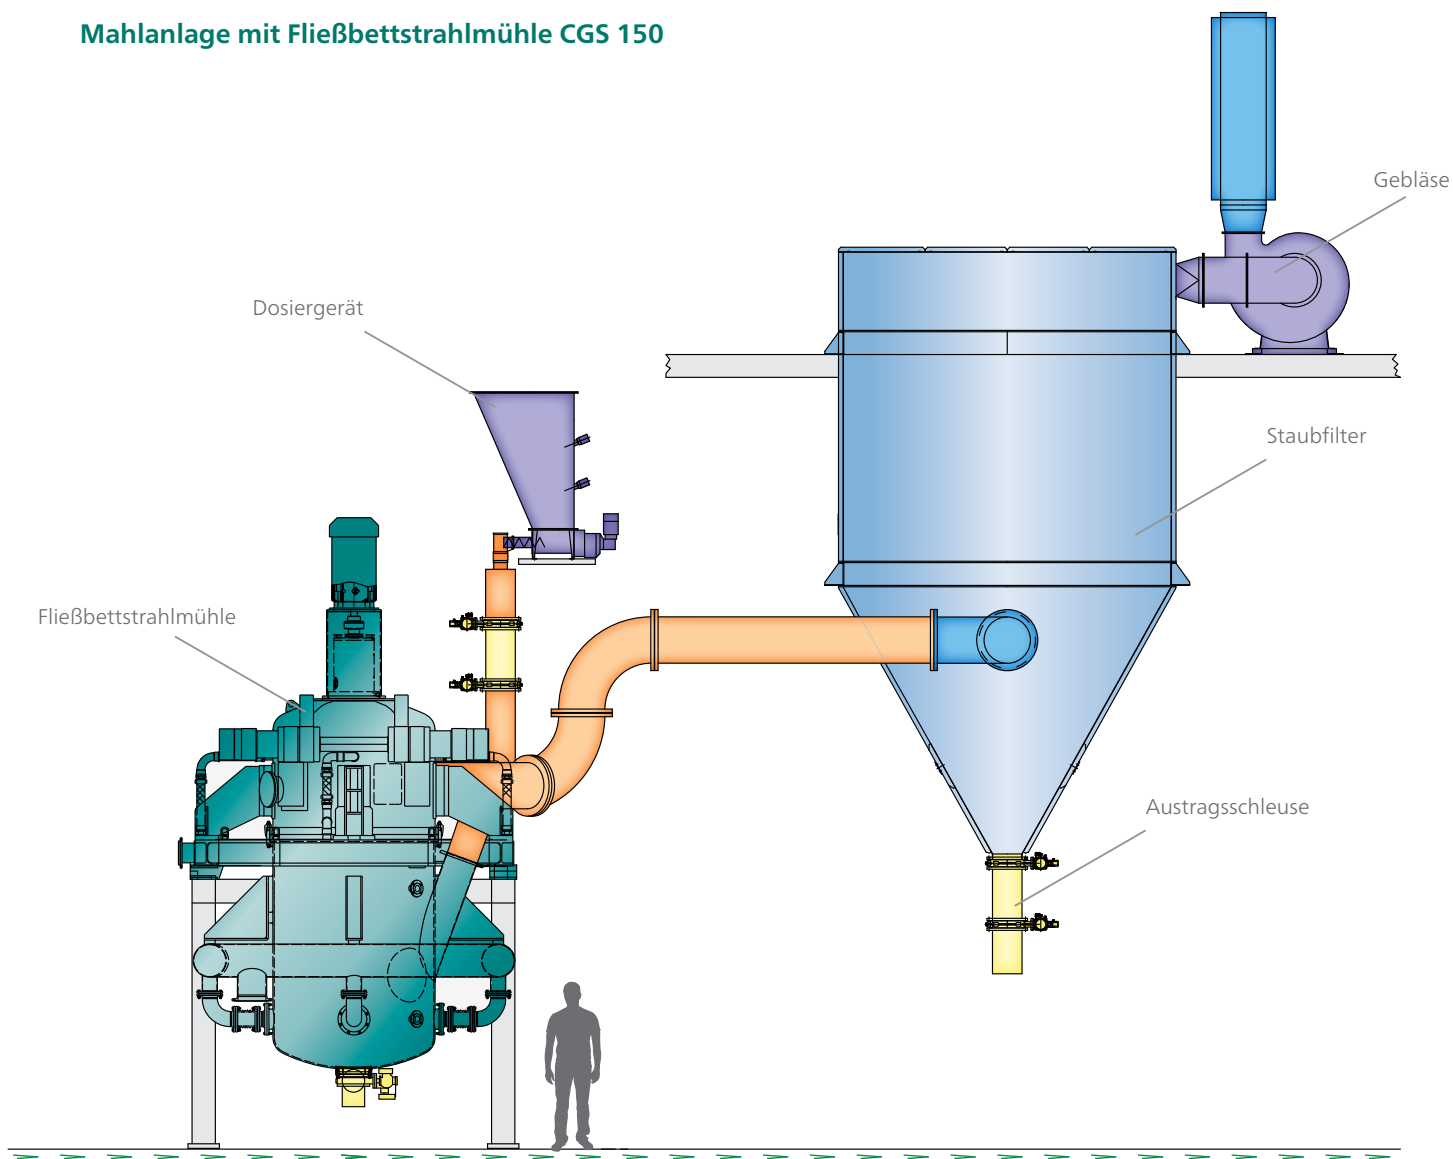 Mahlanlage mit Fließbettstrahlmühle CGS 150
Gebläse
Dosiergerät
Staubfilter
Fließbettstrahlmühle
Austragsschleuse